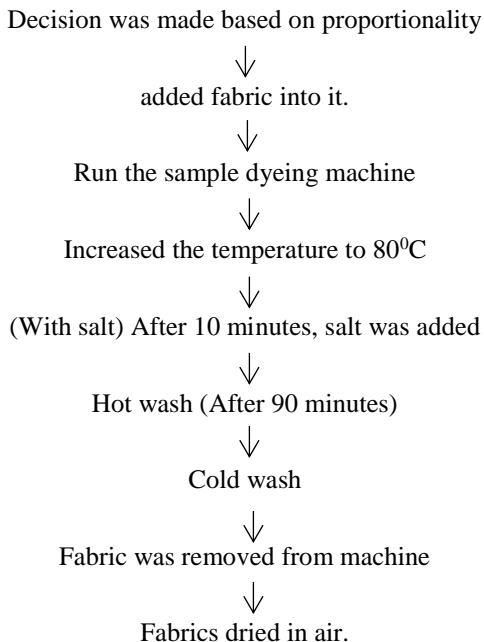 Decision was made based on proportionality
added fabric into it.
Run the sample dyeing machine
Increased the temperature to 80⁰C
(With salt) After 10 minutes, salt was added
Hot wash (After 90 minutes)
Cold wash
Fabric was removed from machine
Fabrics dried in air.